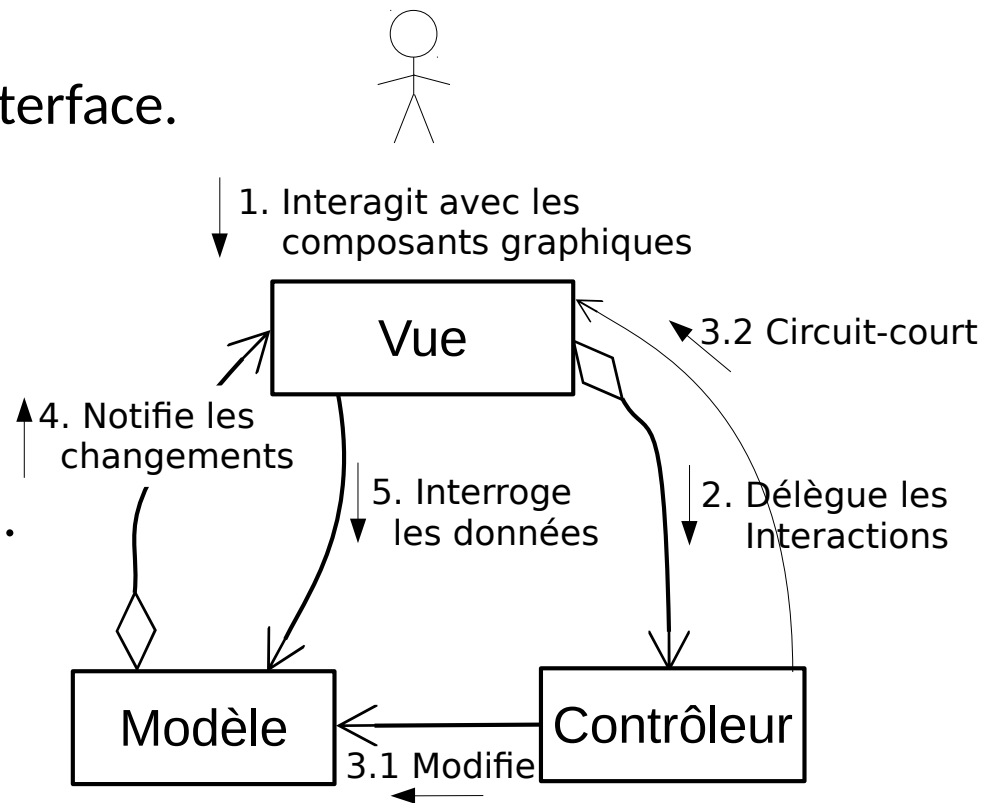 terface.
1. Interagit avec les
composants graphiques
Vue
3.2 Circuit-court
4. Notifie les
changements
5. Interroge
les données
2. Délègue les
Interactions
.
Modèle
Contrôleur
3.1 Modifie